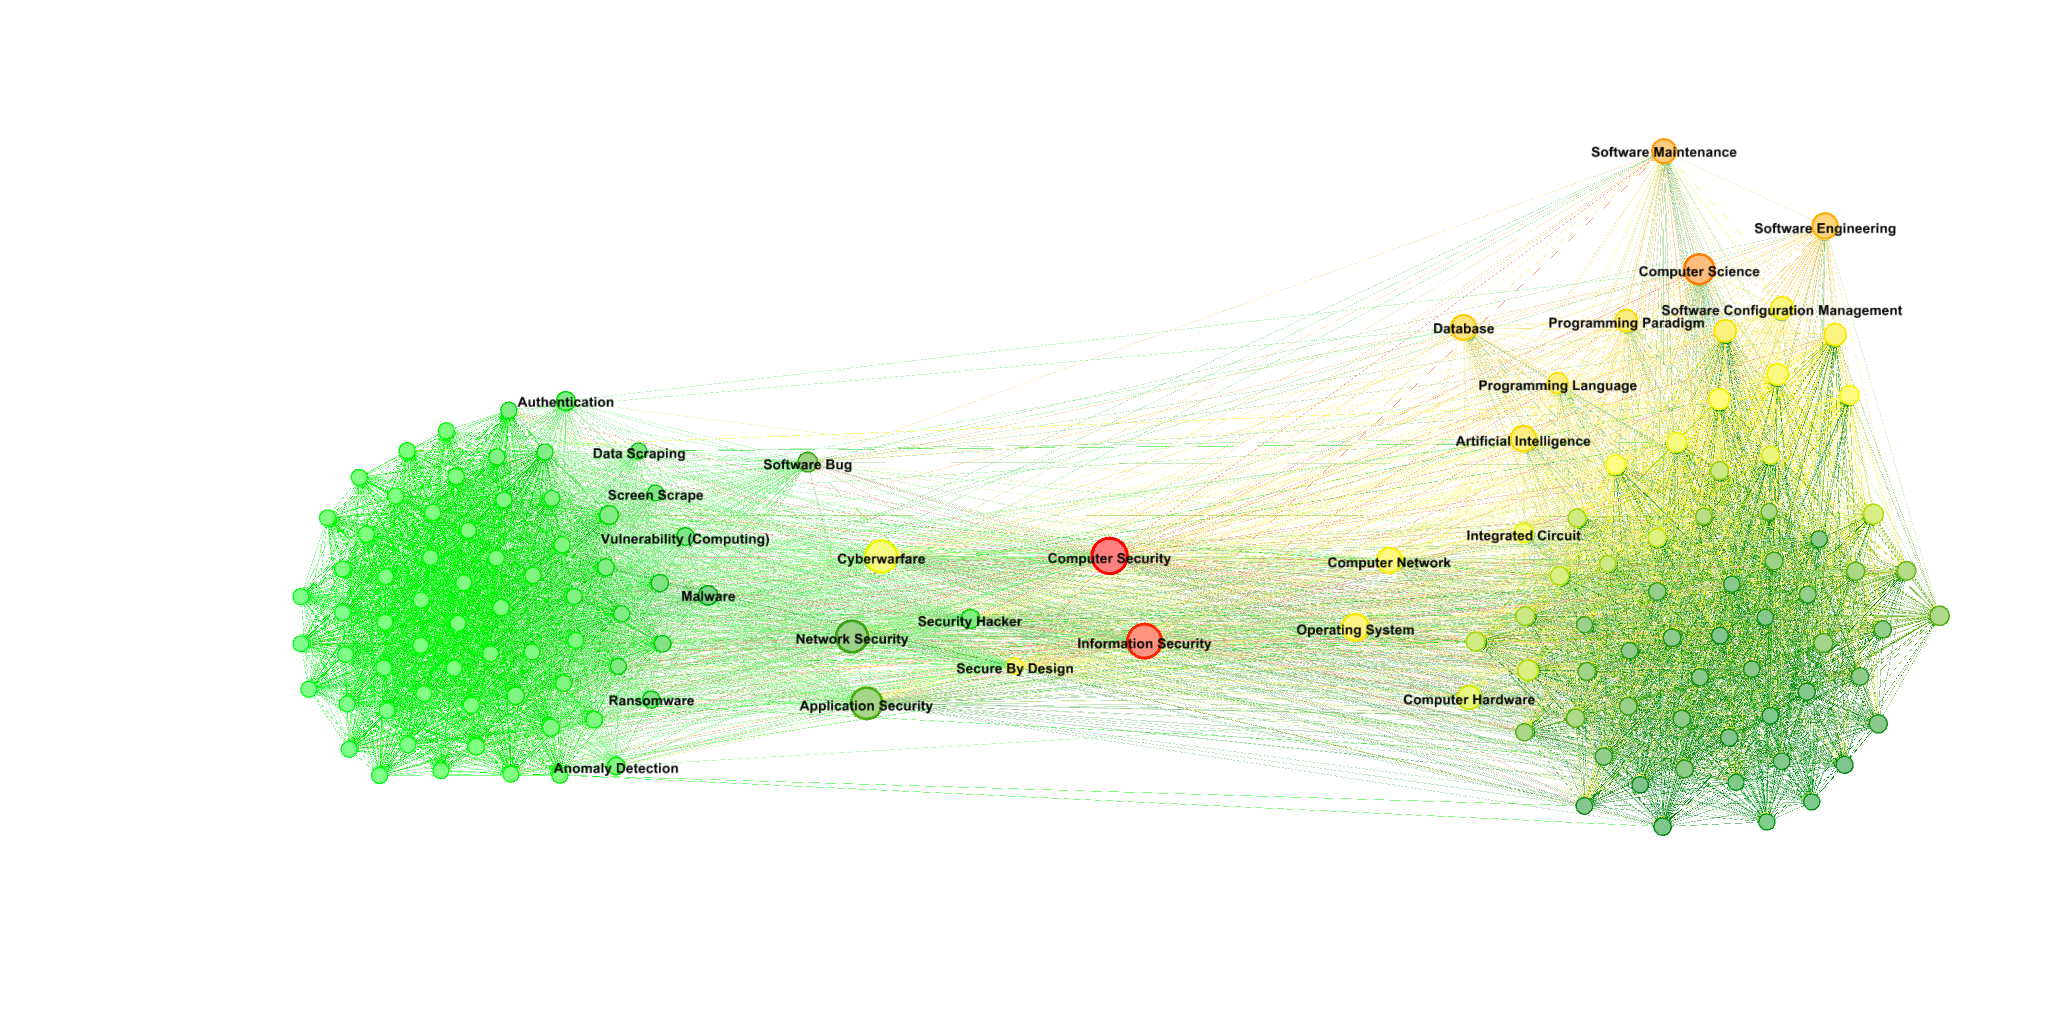 Software Maintenance
Software Engineering
Computer Science
Software Configuration Management
Programming Paradigm
Database
Programming Language
Authentication
Artificial Intelligence
Data Scraping
Software Bug
Screen Scrape
Integrated Circuit
Vulnerability (Computing)
Cyberwarfare
Computer Security
Computer Network
Malware
Security Hacker
Operating System
Network Security
Information Security
Secure By Design
Ransomware
Computer Hardware
Application Security
Anomaly Detection